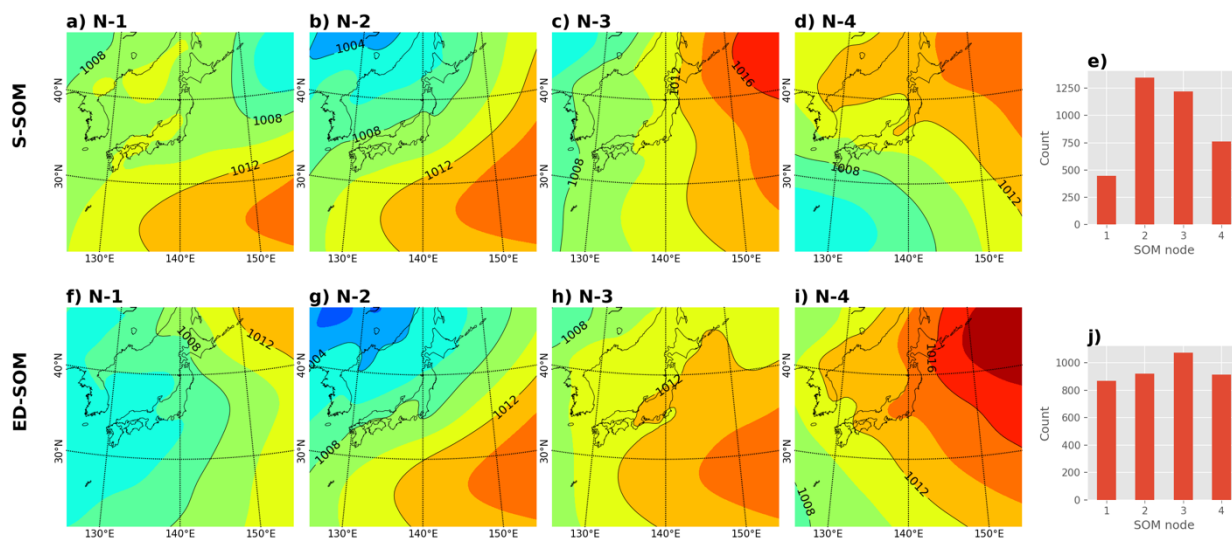 a) N-1
b) N-2
c) N-3
d) N-4
e)
S-SOM
1008
1008
1012
40°N
30°N
130°E
140°E
150°E
1004
1008
1012
40°N
30°N
130°E
140°E
150°E
1012
1016
1008
40°N
30°N
130°E
140°E
150°E
1008
1012
40°N
30°N
130°E
140°E
150°E
Count
1250
1000
750
500
250
0
1 2 3 4
SOM node
f) N-1
g) N-2
h) N-3
i) N-4
j)
ED-SOM
1008
1012
40°N
30°N
130°E
140°E
150°E
1012
1008
40°N
30°N
130°E
140°E
150°E
1008
1012
40°N
30°N
130°E
140°E
150°E
1016
1012
1008
40°N
30°N
130°E
140°E
150°E
Count
1000
800
600
400
200
0
1 2 3 4
SOM node